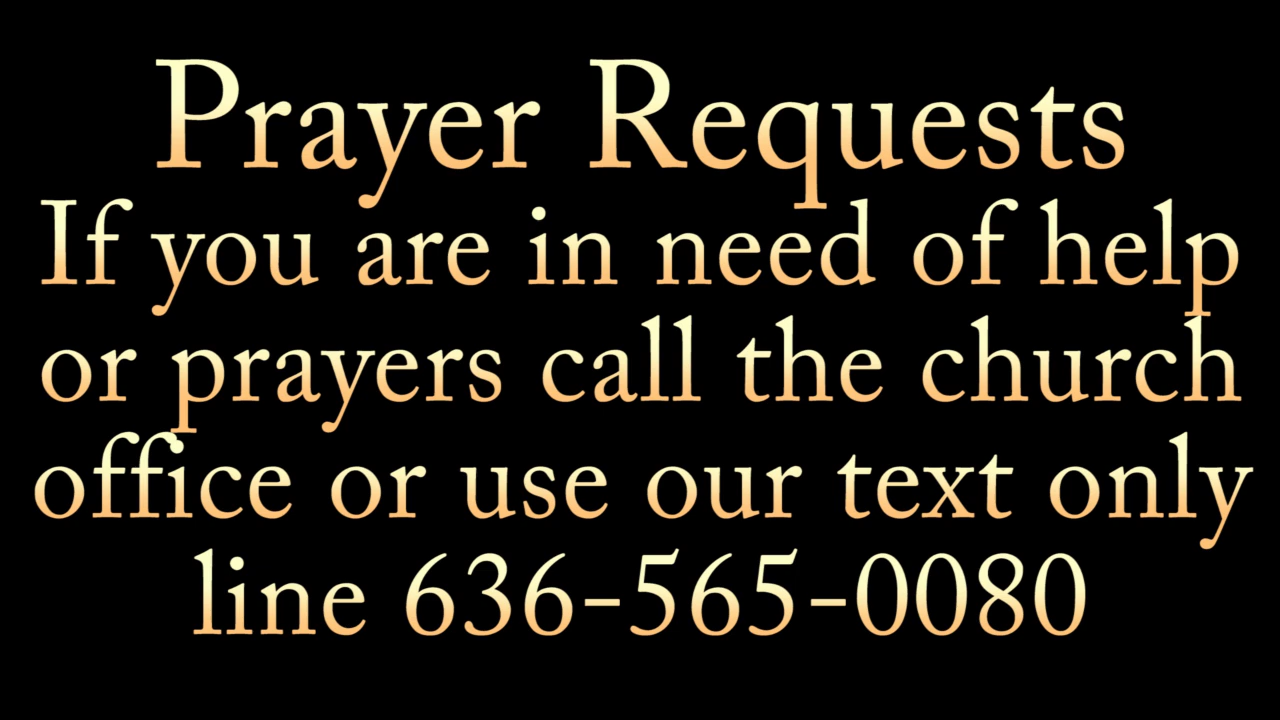 Prayer Requests
If you are in need of help
or prayers call the church
office or use our text only
line 636-565-0080